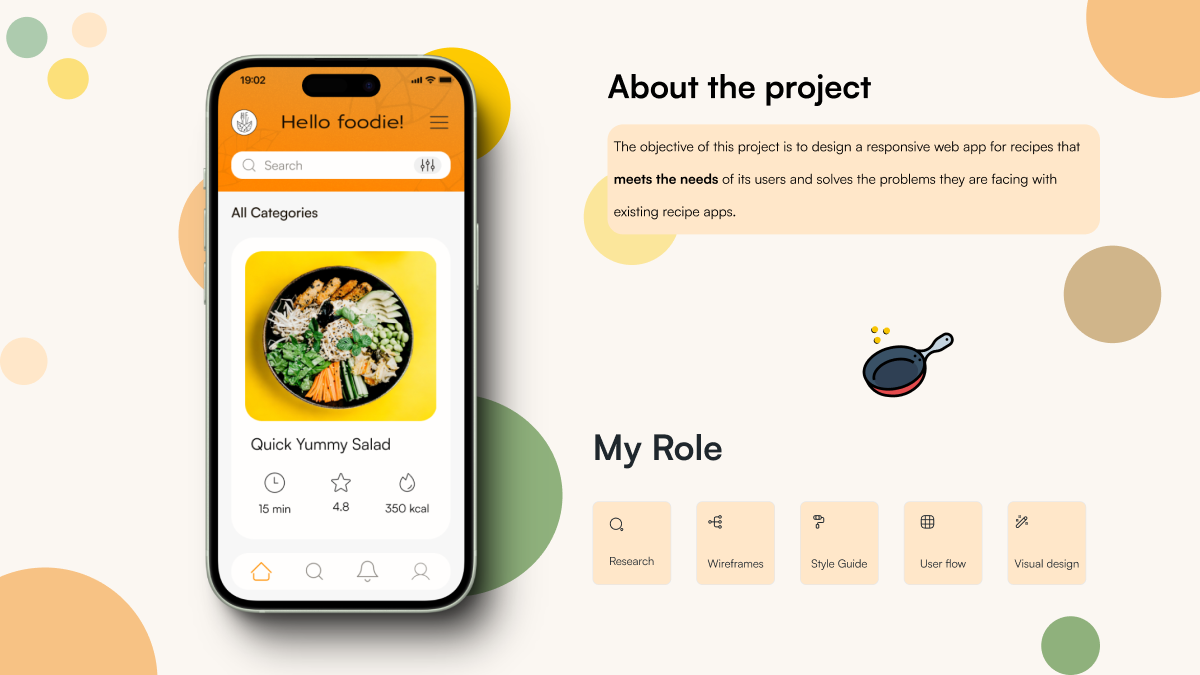 19:02
Hello foodie!
Search
All Categories
Quick Yummy Salad
15 min
4.8
350 kcal
About the project
The objective of this project is to design a responsive web app for recipes that
meets the needs of its users and solves the problems they are facing with
existing recipe apps.
My Role
Research
Wireframes
Style Guide
User flow
Visual design